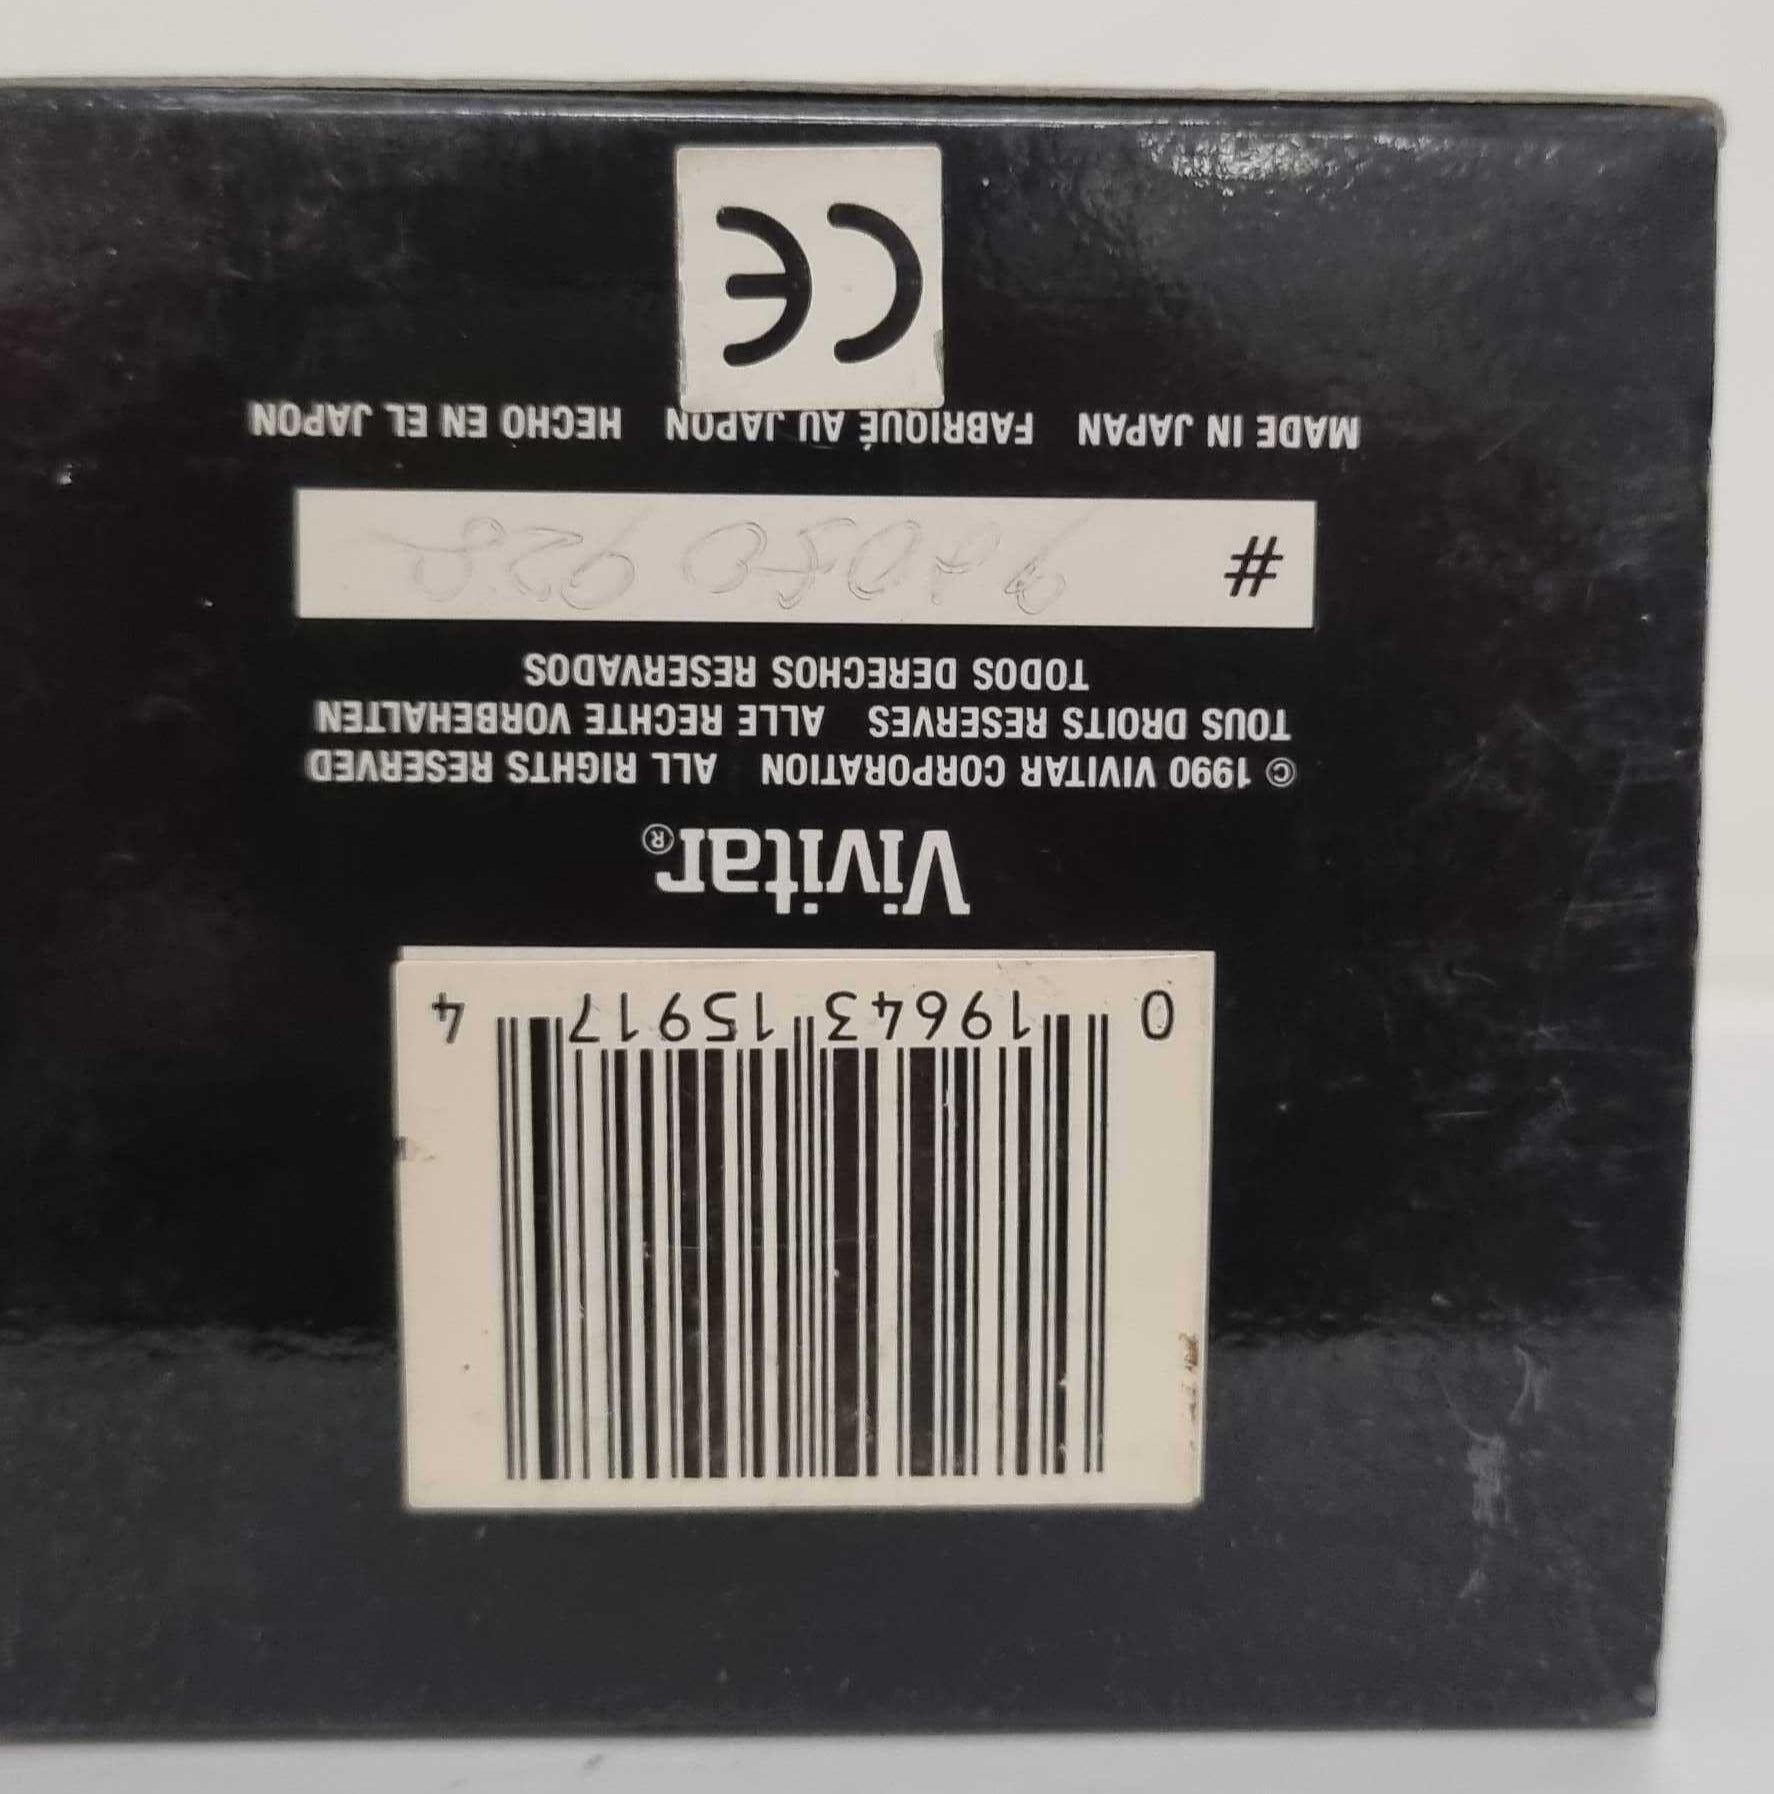 0 19643 15917 4
Vivitar®
© 1990 VIVITAR CORPORATION ALL RIGHTS RESERVED
TOUS DROITS RESERVES ALLE RECHTE VORBEHALTEN
TODOS DERECHOS RESERVADOS
#
MADE IN JAPAN FABRIQUÉ AU JAPON HECHO EN EL JAPON
CE